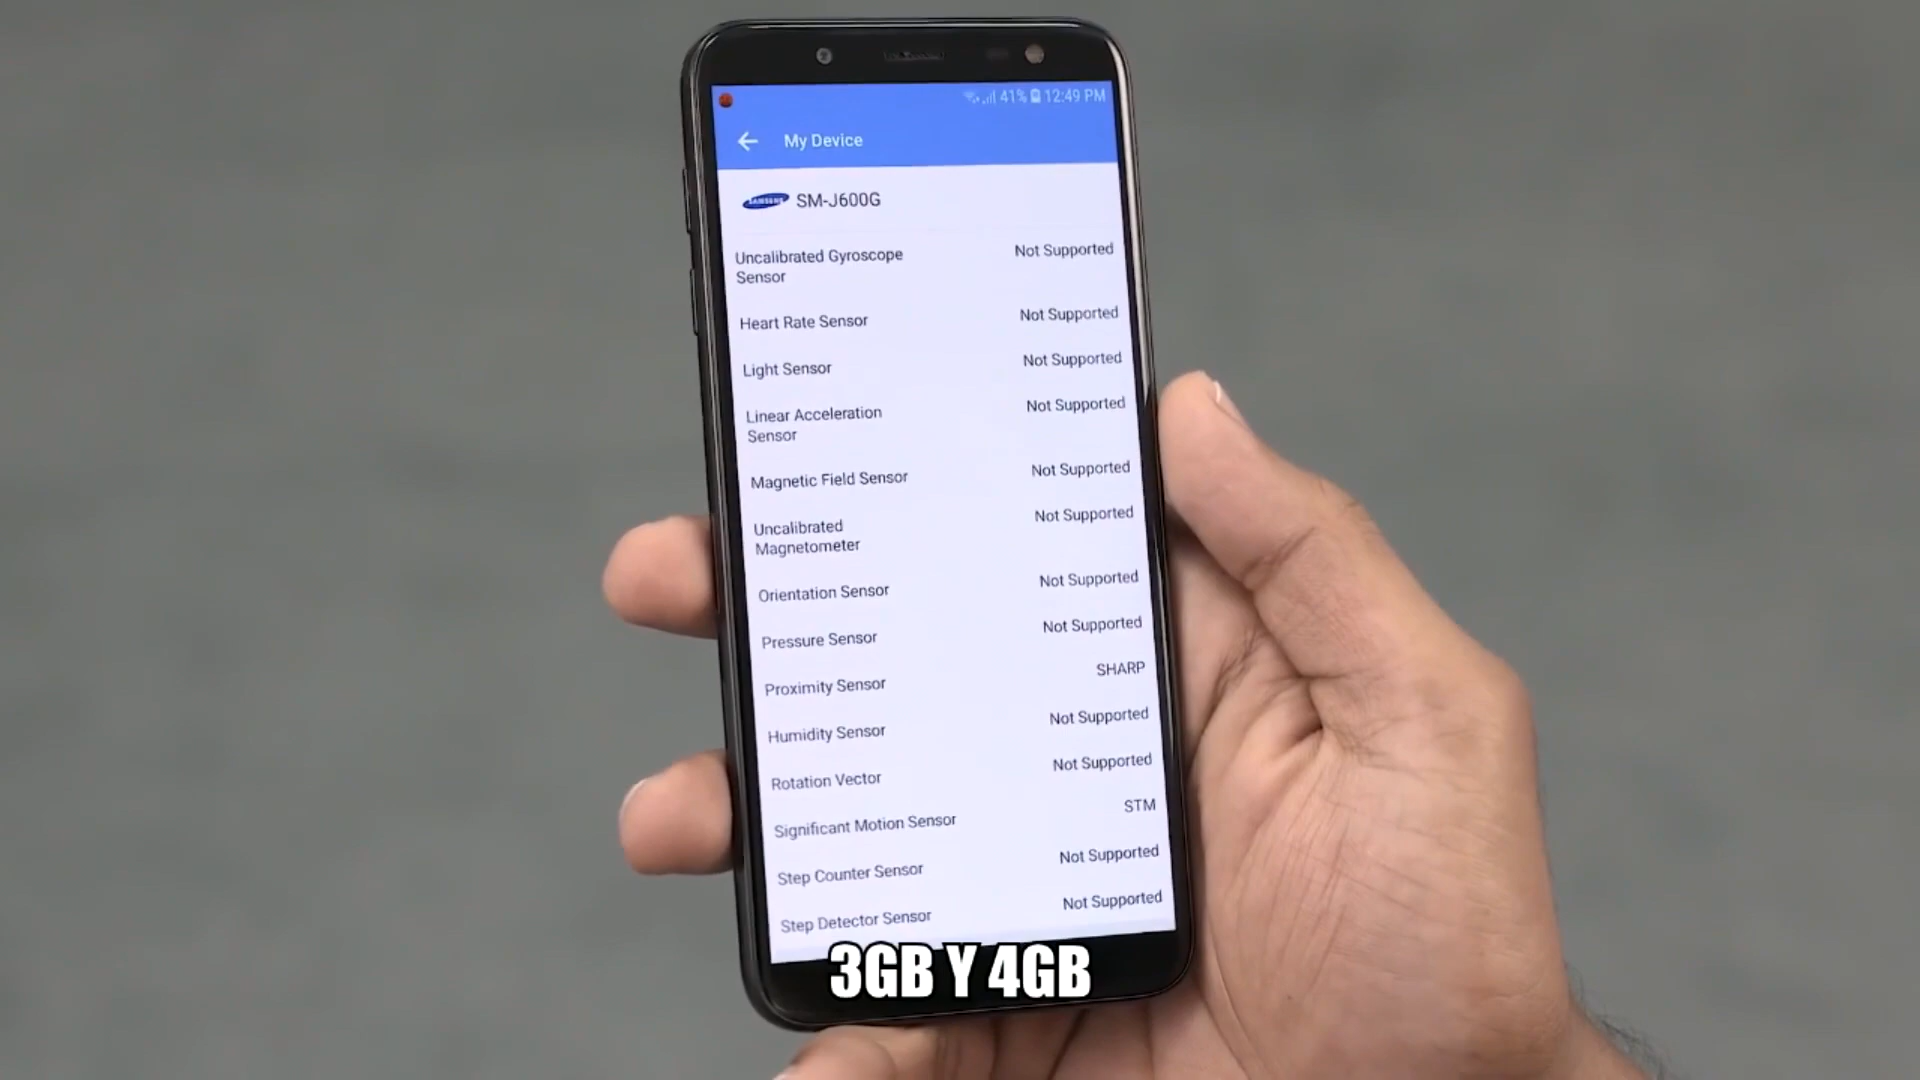 41% 12:49 PM
My Device
SAMSUNG SM-J600G
Uncalibrated Gyroscope Sensor Not Supported
Heart Rate Sensor Not Supported
Light Sensor Not Supported
Linear Acceleration Sensor Not Supported
Magnetic Field Sensor Not Supported
Uncalibrated Magnetometer Not Supported
Orientation Sensor Not Supported
Pressure Sensor Not Supported
Proximity Sensor SHARP
Humidity Sensor Not Supported
Rotation Vector Not Supported
Significant Motion Sensor STM
Step Counter Sensor Not Supported
Step Detector Sensor Not Supported
3GB Y 4GB